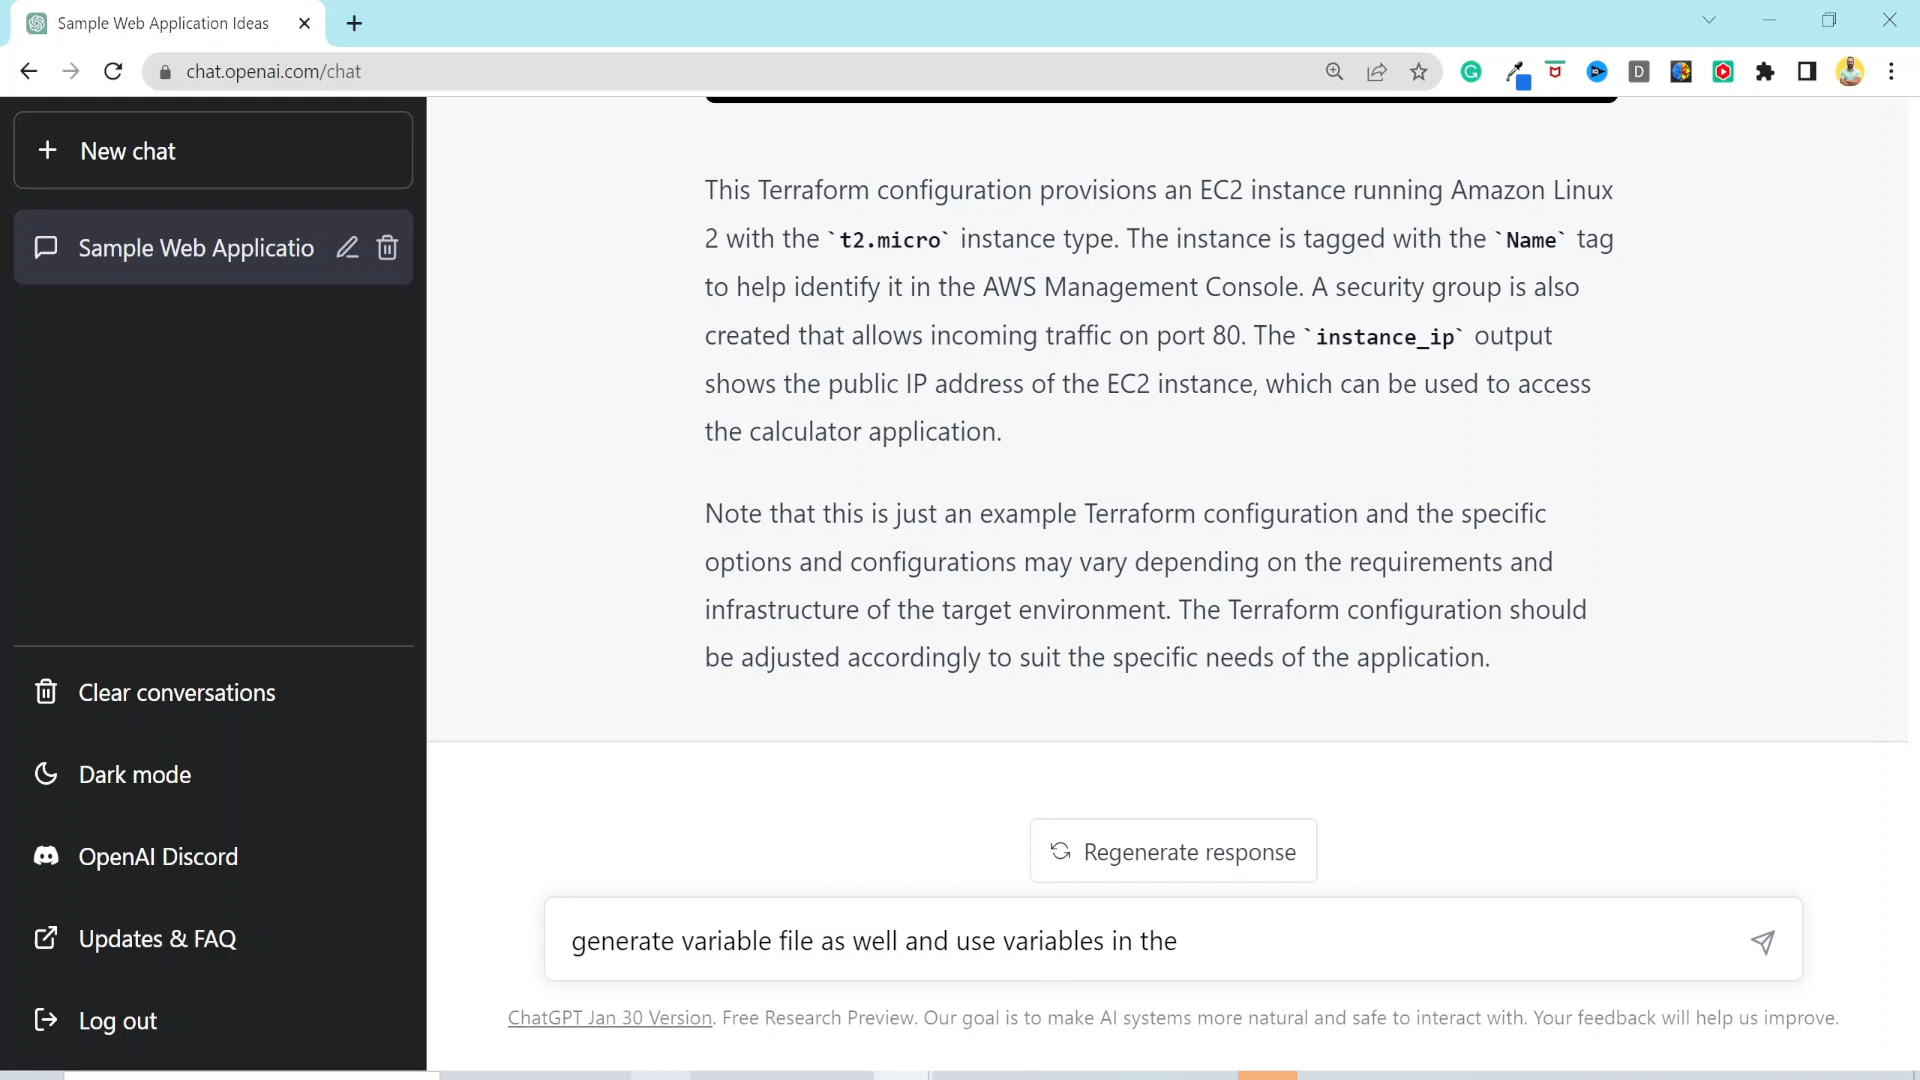 Sample Web Application Ideas
chat.openai.com/chat
D
New chat
Sample Web Applicatio
This Terraform configuration provisions an EC2 instance running Amazon Linux
2 with the `t2.micro` instance type. The instance is tagged with the `Name` tag
to help identify it in the AWS Management Console. A security group is also
created that allows incoming traffic on port 80. The `instance_ip` output
shows the public IP address of the EC2 instance, which can be used to access
the calculator application.
Note that this is just an example Terraform configuration and the specific
options and configurations may vary depending on the requirements and
infrastructure of the target environment. The Terraform configuration should
be adjusted accordingly to suit the specific needs of the application.
Clear conversations
Dark mode
OpenAI Discord
Updates & FAQ
Log out
Regenerate response
generate variable file as well and use variables in the
ChatGPT Jan 30 Version. Free Research Preview. Our goal is to make AI systems more natural and safe to interact with. Your feedback will help us improve.